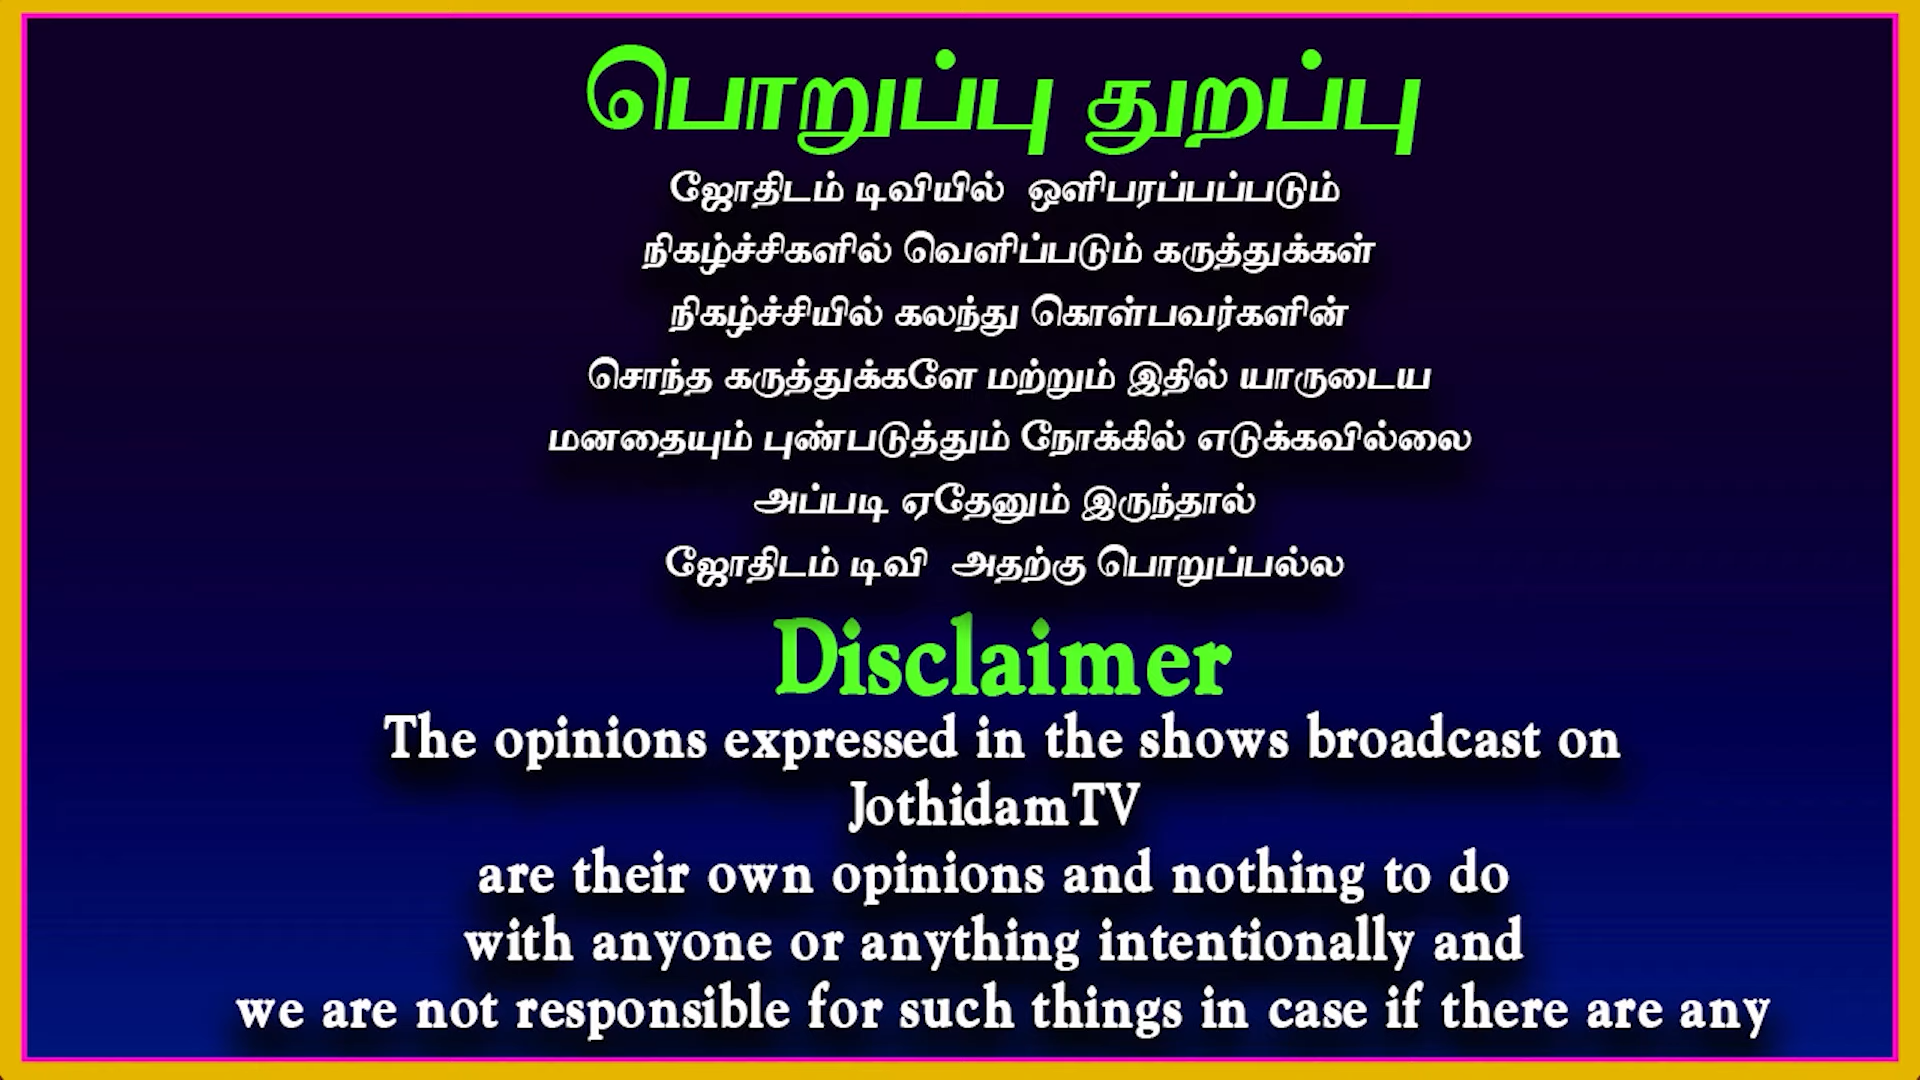 பொறுப்பு துறப்பு
ஜோதிடம் டிவியில் ஒளிபரப்பப்படும்
நிகழ்ச்சிகளில் வெளிப்படும் கருத்துக்கள்
நிகழ்ச்சியில் கலந்து கொள்பவர்களின்
சொந்த கருத்துக்களே மற்றும் இதில் யாருடைய
மனதையும் புண்படுத்தும் நோக்கில் எடுக்கவில்லை
அப்படி ஏதேனும் இருந்தால்
ஜோதிடம் டிவி அதற்கு பொறுப்பல்ல
Disclaimer
The opinions expressed in the shows broadcast on
JothidamTV
are their own opinions and nothing to do
with anyone or anything intentionally and
we are not responsible for such things in case if there are any